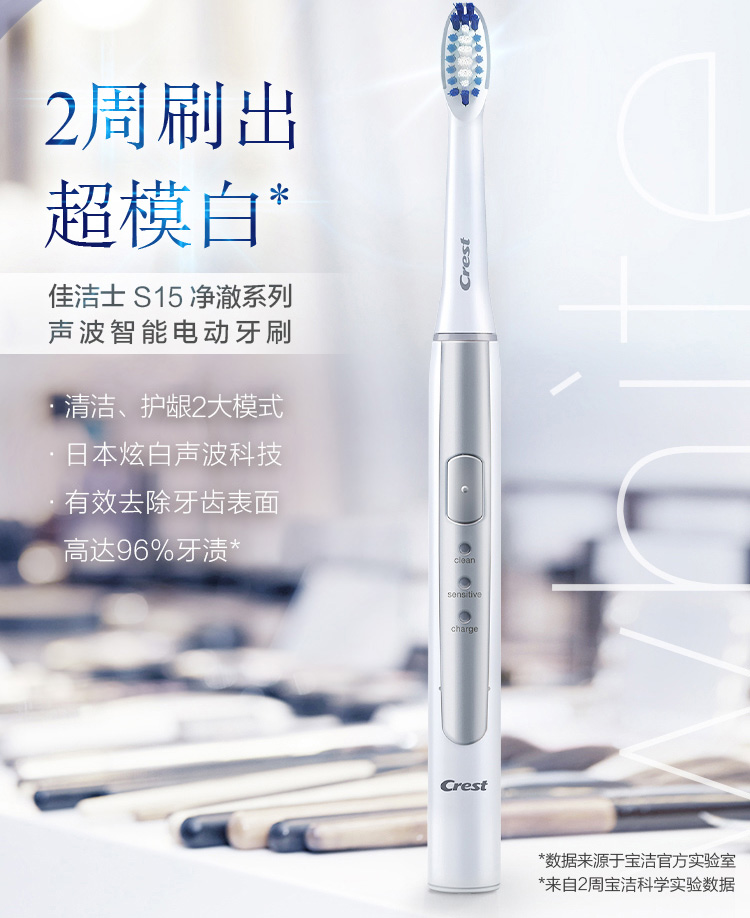 2周刷出
超模白*
佳洁士 S15 净澈系列
声波智能电动牙刷
· 清洁、护龈2大模式
· 日本炫白声波科技
· 有效去除牙齿表面
高达96%牙渍*
Crest
clean
sensitive
charge
Crest
white
*数据来源于宝洁官方实验室
*来自2周宝洁科学实验数据